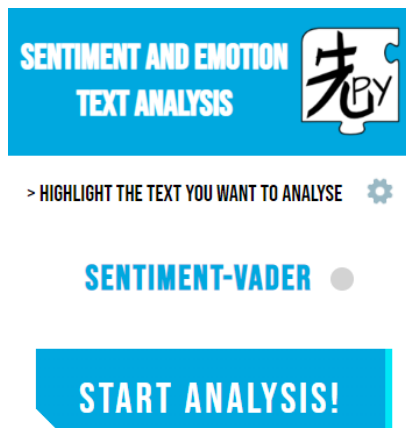 SENTIMENT AND EMOTION
TEXT ANALYSIS
先PY
> HIGHLIGHT THE TEXT YOU WANT TO ANALYSE
SENTIMENT-VADER
START ANALYSIS!